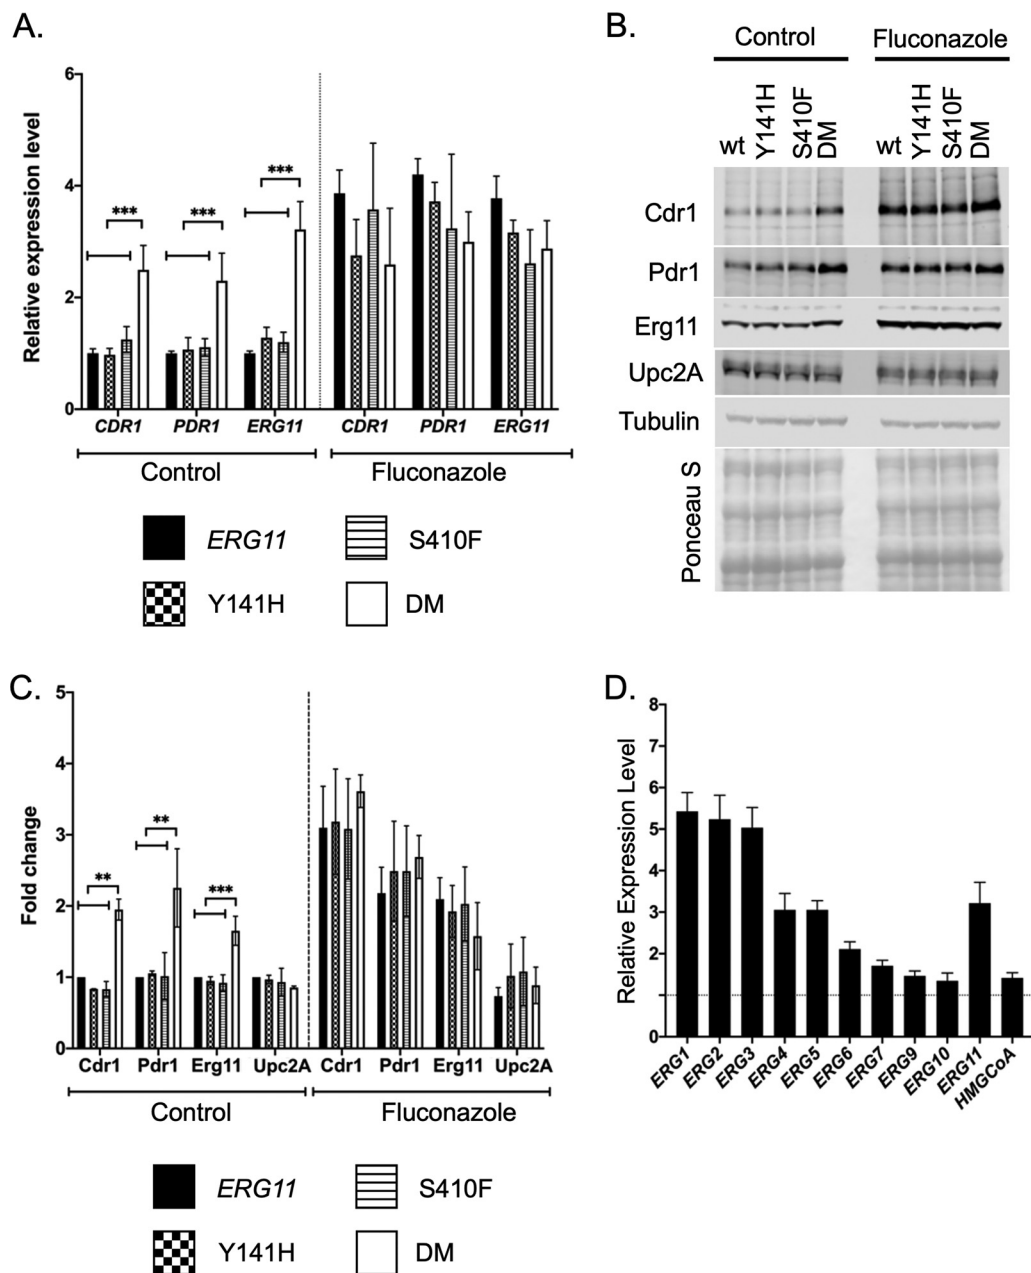 A.
6
4
2
0
Relative expression level
***
***
***
CDR1
PDR1
ERG11
CDR1
PDR1
ERG11
Control
Fluconazole
ERG11
S410F
Y141H
DM
B.
Control
Fluconazole
wt
Y141H
S410F
DM
wt
Y141H
S410F
DM
Cdr1
Pdr1
Erg11
Upc2A
Tubulin
Ponceau S
C.
5
4
3
2
1
0
Fold change
**
**
***
Cdr1
Pdr1
Erg11
Upc2A
Cdr1
Pdr1
Erg11
Upc2A
Control
Fluconazole
ERG11
S410F
Y141H
DM
D.
8
7
6
5
4
3
2
0
Relative Expression Level
ERG1
ERG2
ERG3
ERG4
ERG5
ERG6
ERG7
ERG9
ERG10
ERG11
HMGCoA